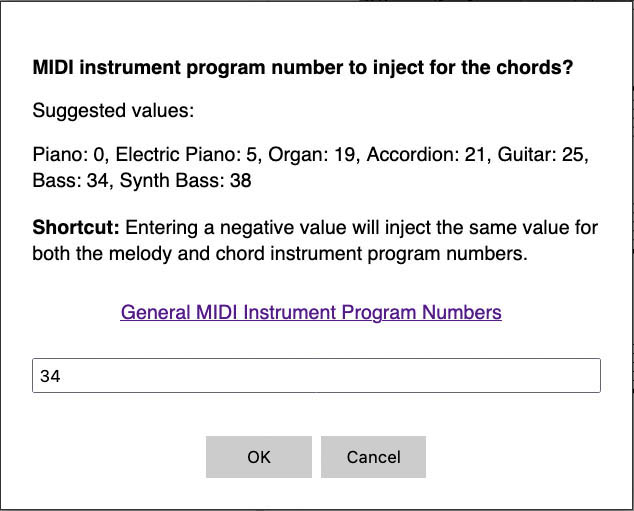 MIDI instrument program number to inject for the chords?
Suggested values:
Piano: 0, Electric Piano: 5, Organ: 19, Accordion: 21, Guitar: 25,
Bass: 34, Synth Bass: 38
Shortcut: Entering a negative value will inject the same value for
both the melody and chord instrument program numbers.
General MIDI Instrument Program Numbers
34
OK Cancel